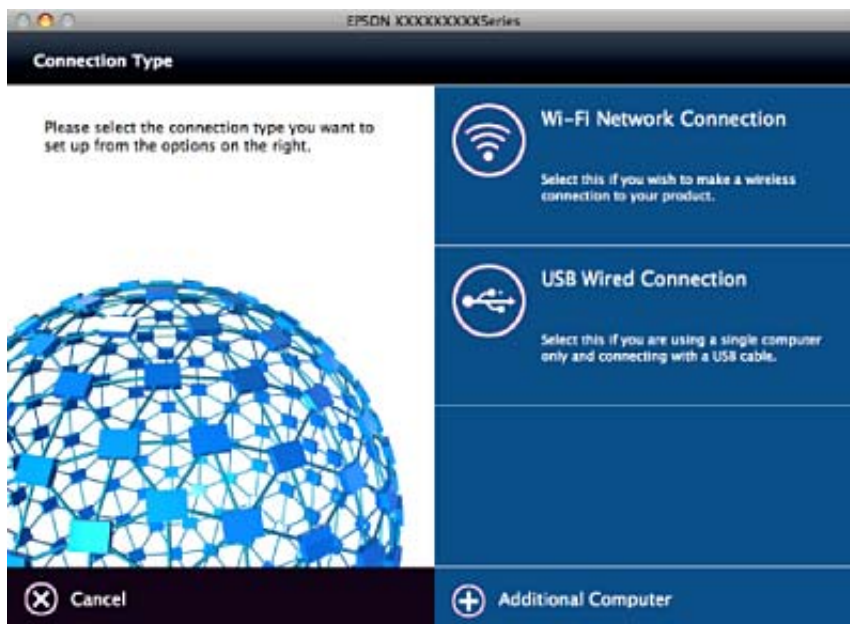 EPSON XXXXXXXXXSeries
Connection Type
Please select the connection type you want to
set up from the options on the right.
Wi-Fi Network Connection
Select this if you wish to make a wireless
connection to your product.
USB Wired Connection
Select this if you are using a single computer
only and connecting with a USB cable.
Cancel
Additional Computer